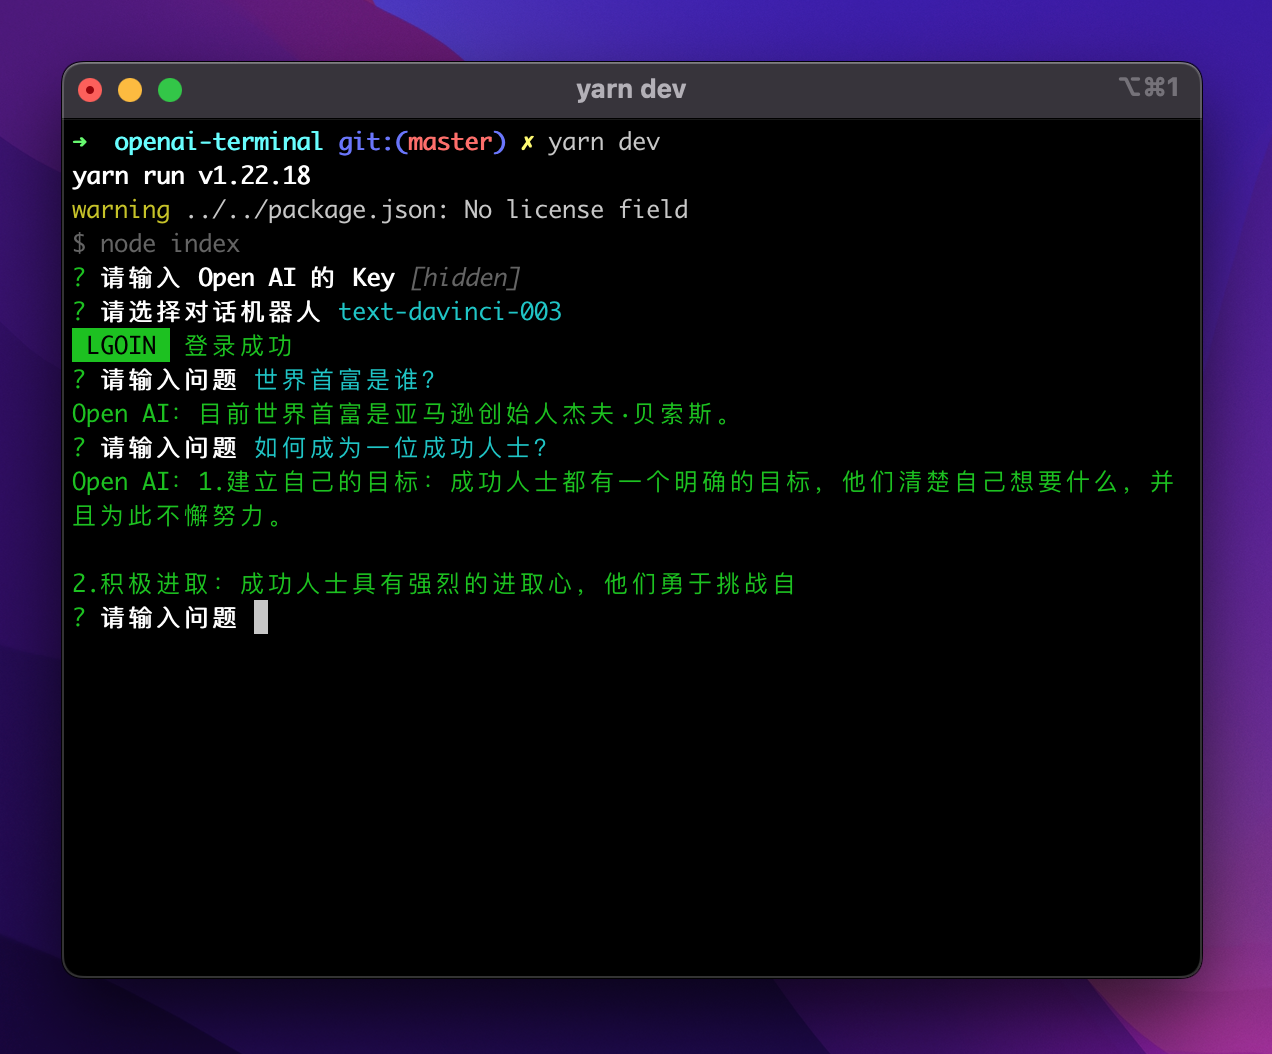 yarn dev
⌥⌘1
➜ openai-terminal git:(master) ✗ yarn dev
yarn run v1.22.18
warning ../../package.json: No license field
$ node index
? 请输入 Open AI 的 Key [hidden]
? 请选择对话机器人 text-davinci-003
LGOIN 登录成功
? 请输入问题 世界首富是谁?
Open AI: 目前世界首富是亚马逊创始人杰夫·贝索斯。
? 请输入问题 如何成为一位成功人士?
Open AI: 1.建立自己的目标：成功人士都有一个明确的目标，他们清楚自己想要什么，并
且为此不懈努力。
2.积极进取：成功人士具有强烈的进取心，他们勇于挑战自
? 请输入问题